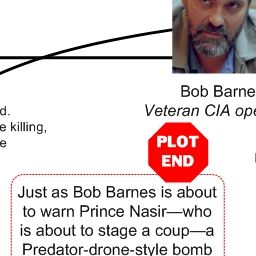 Bob Barne
Veteran CIA ope
d.
e killing,
e
PLOT
END
Just as Bob Barnes is about
to warn Prince Nasir—who
is about to stage a coup—a
Predator-drone-style bomb